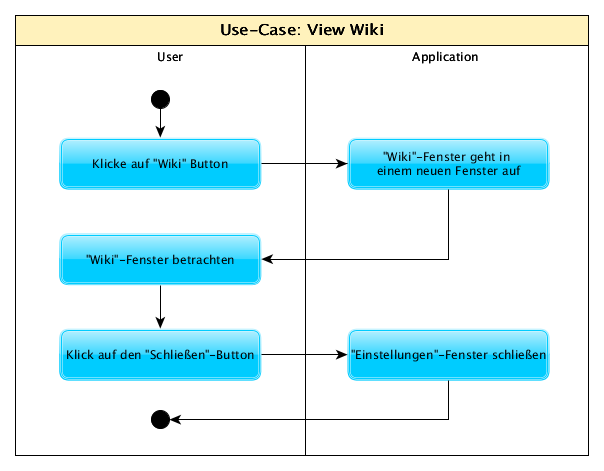 Use-Case: View Wiki
User
Application
Klicke auf "Wiki" Button
"Wiki"-Fenster geht in
einem neuen Fenster auf
"Wiki"-Fenster betrachten
Klick auf den "Schließen"-Button
"Einstellungen"-Fenster schließen